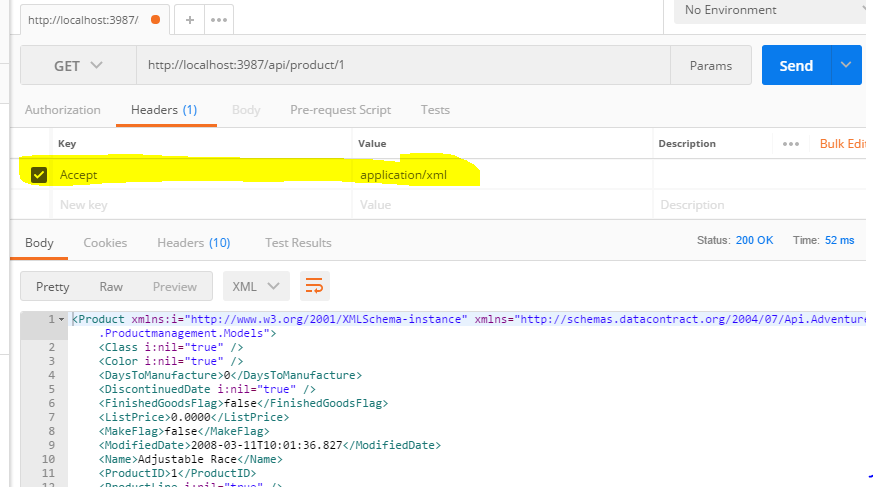 http://localhost:3987/ + ••• No Environment
GET http://localhost:3987/api/product/1 Params Send
Authorization Headers (1) Body Pre-request Script Tests
Key Value Description ••• Bulk Edit
Accept application/xml
New key Value Description
Body Cookies Headers (10) Test Results Status: 200 OK Time: 52 ms
Pretty Raw Preview XML
1 <Product xmlns:i="http://www.w3.org/2001/XMLSchema-instance" xmlns="http://schemas.datacontract.org/2004/07/Api.Adventure
.Productmanagement.Models">
2 <Class i:nil="true" />
3 <Color i:nil="true" />
4 <DaysToManufacture>0</DaysToManufacture>
5 <DiscontinuedDate i:nil="true" />
6 <FinishedGoodsFlag>false</FinishedGoodsFlag>
7 <ListPrice>0.0000</ListPrice>
8 <MakeFlag>false</MakeFlag>
9 <ModifiedDate>2008-03-11T10:01:36.827</ModifiedDate>
10 <Name>Adjustable Race</Name>
11 <ProductID>1</ProductID>
12 <ProductLine i:nil="true" />